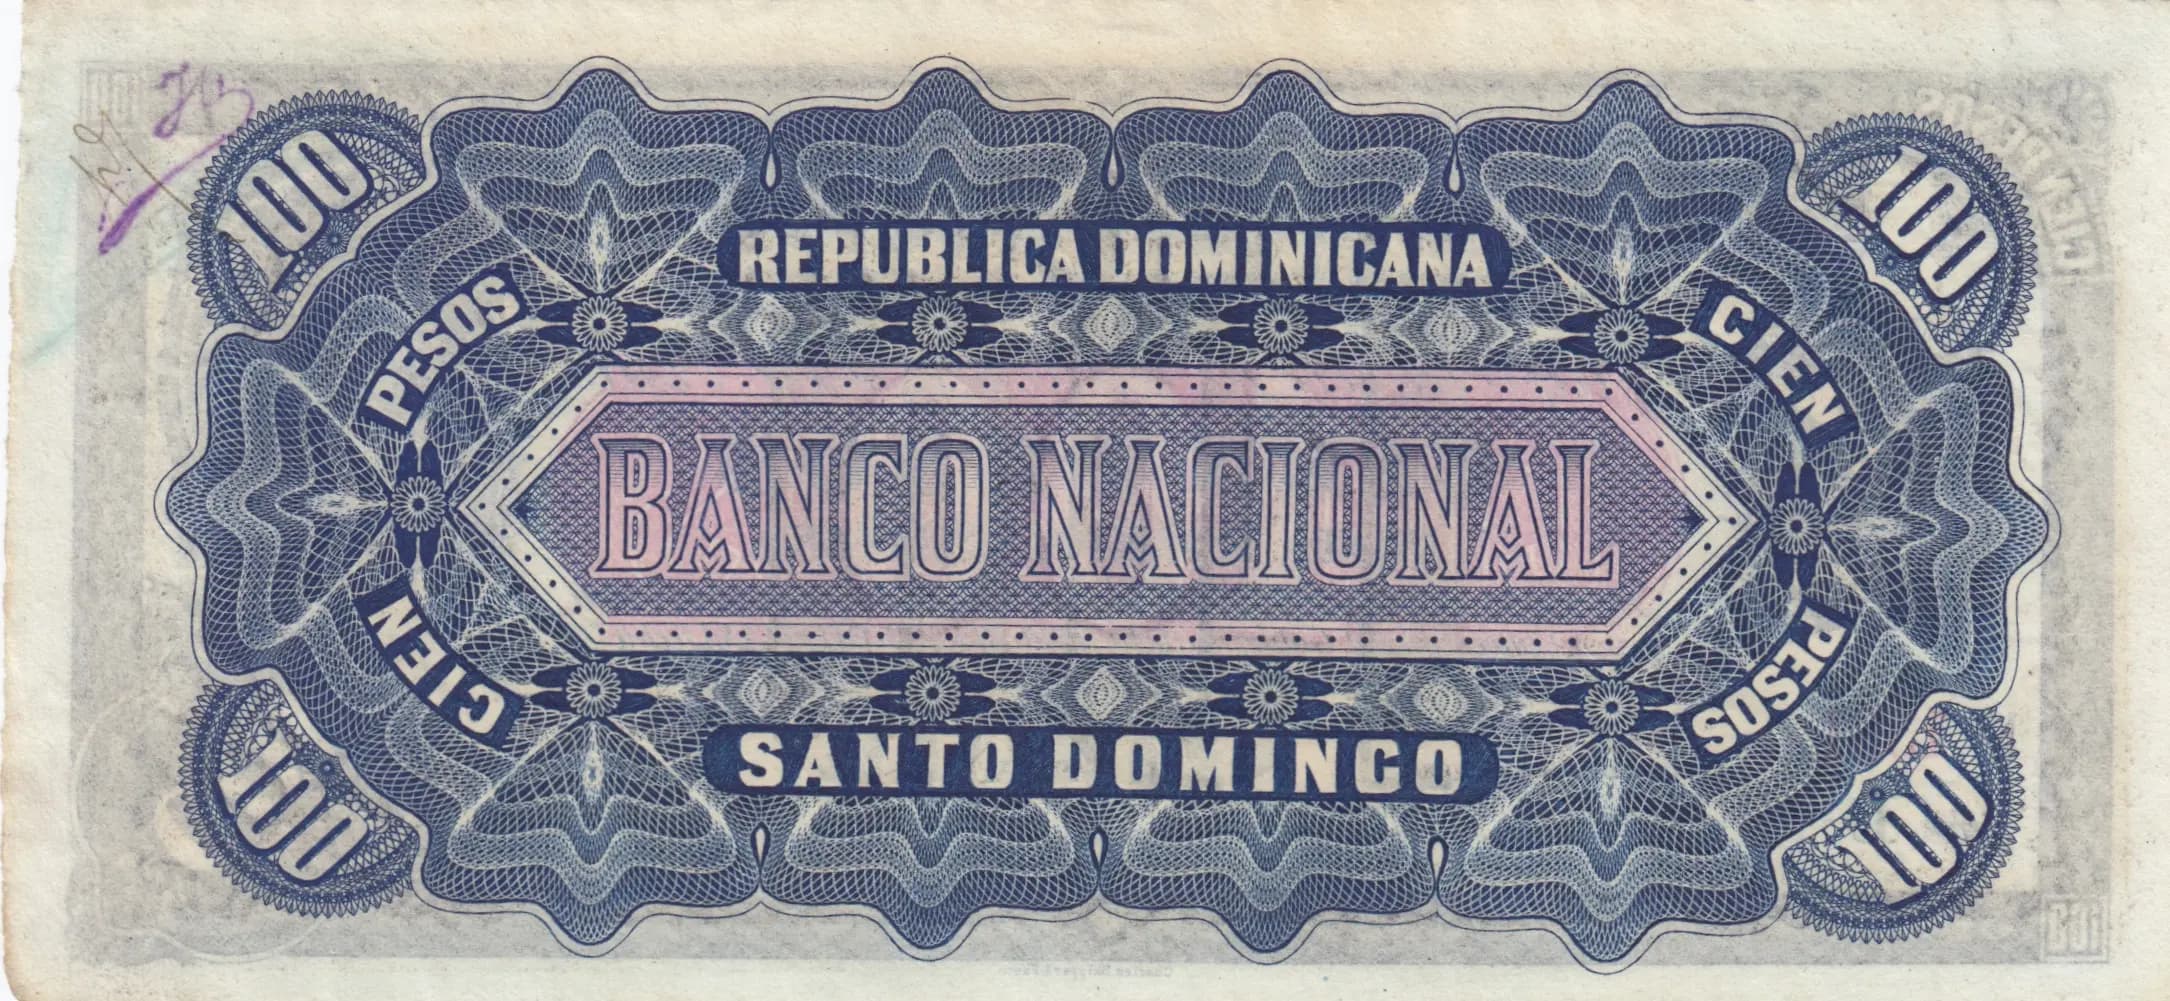 100
100
REPUBLICA DOMINICANA
PESOS
CIEN
BANCO NACIONAL
CIEN
PESOS
SANTO DOMINGO
100
100